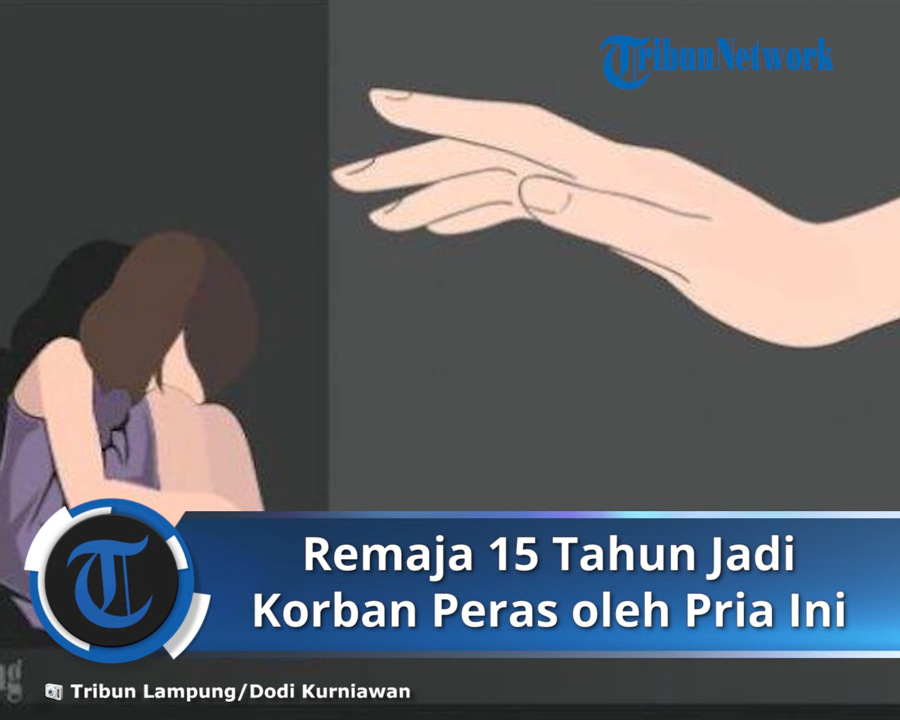 TribunNetwork
Remaja 15 Tahun Jadi
Korban Peras oleh Pria Ini
T
Tribun Lampung/Dodi Kurniawan